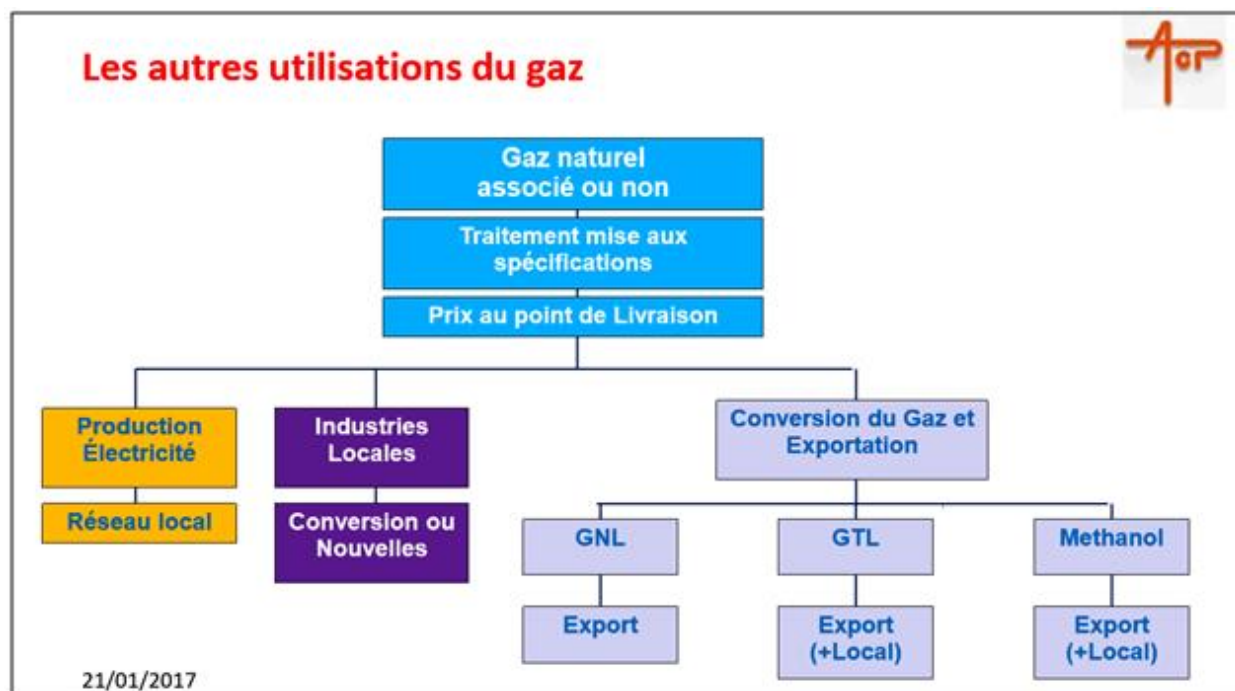 Les autres utilisations du gaz
ACP
Gaz naturel
associé ou non
Traitement mise aux
spécifications
Prix au point de Livraison
Production
Électricité
Réseau local
Industries
Locales
Conversion ou
Nouvelles
Conversion du Gaz et
Exportation
GNL
GTL
Methanol
Export
Export
(+Local)
Export
(+Local)
21/01/2017